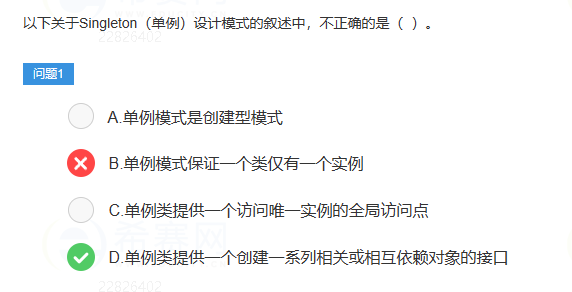 以下关于Singleton（单例）设计模式的叙述中，不正确的是（ ）。
22826402
问题1
A.单例模式是创建型模式
B.单例模式保证一个类仅有一个实例
C.单例类提供一个访问唯一实例的全局访问点
希赛网
D.单例类提供一个创建一系列相关或相互依赖对象的接口
22826402